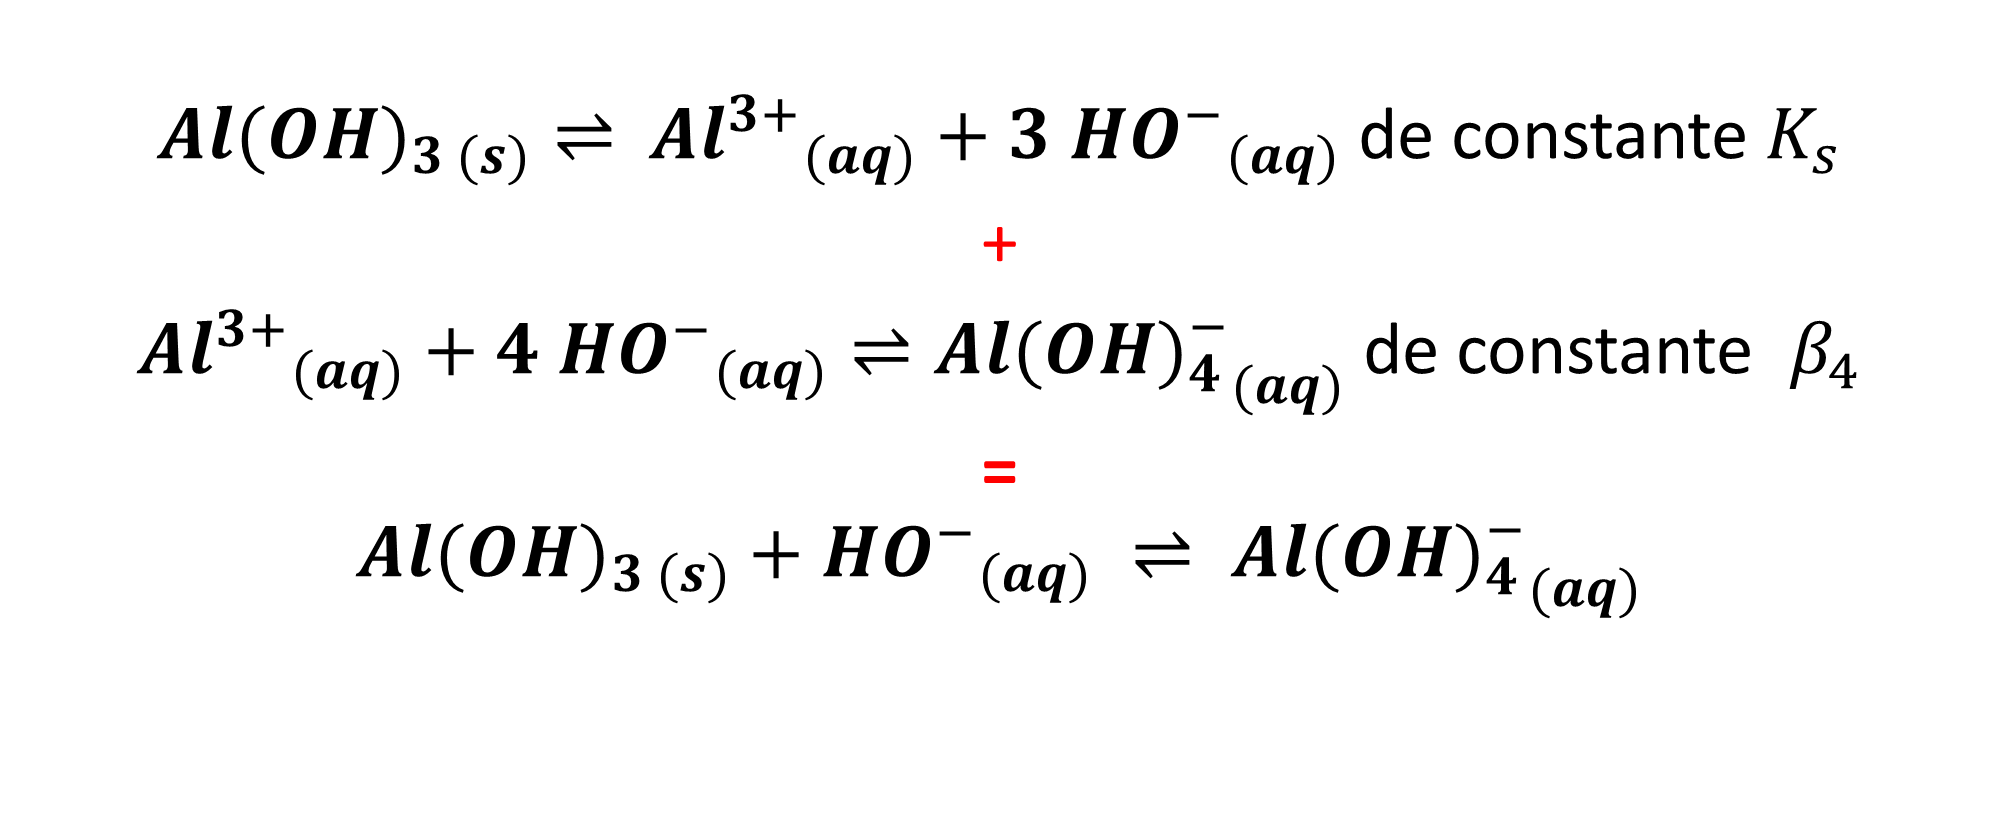 Al(OH)₃ ₍s₎ ⇌ Al³⁺₍aq₎ + 3 HO⁻₍aq₎ de constante Kₛ
+
Al³⁺₍aq₎ + 4 HO⁻₍aq₎ ⇌ Al(OH)₄⁻₍aq₎ de constante β₄
=
Al(OH)₃ ₍s₎ + HO⁻₍aq₎ ⇌ Al(OH)₄⁻₍aq₎